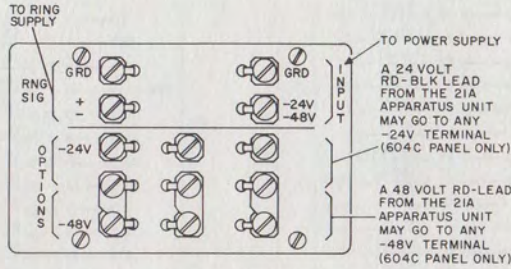 TO RING
SUPPLY
TO POWER SUPPLY
GRD
GRD
RNG
SIG
+
-
-24V
-48V
INPUT
A 24 VOLT
RD-BLK LEAD
FROM THE 21A
APPARATUS UNIT
MAY GO TO ANY
-24V TERMINAL
(604C PANEL ONLY)
OPTIONS
-24V
-48V
A 48 VOLT RD-LEAD
FROM THE 21A
APPARATUS UNIT
MAY GO TO ANY
-48V TERMINAL
(604C PANEL ONLY)